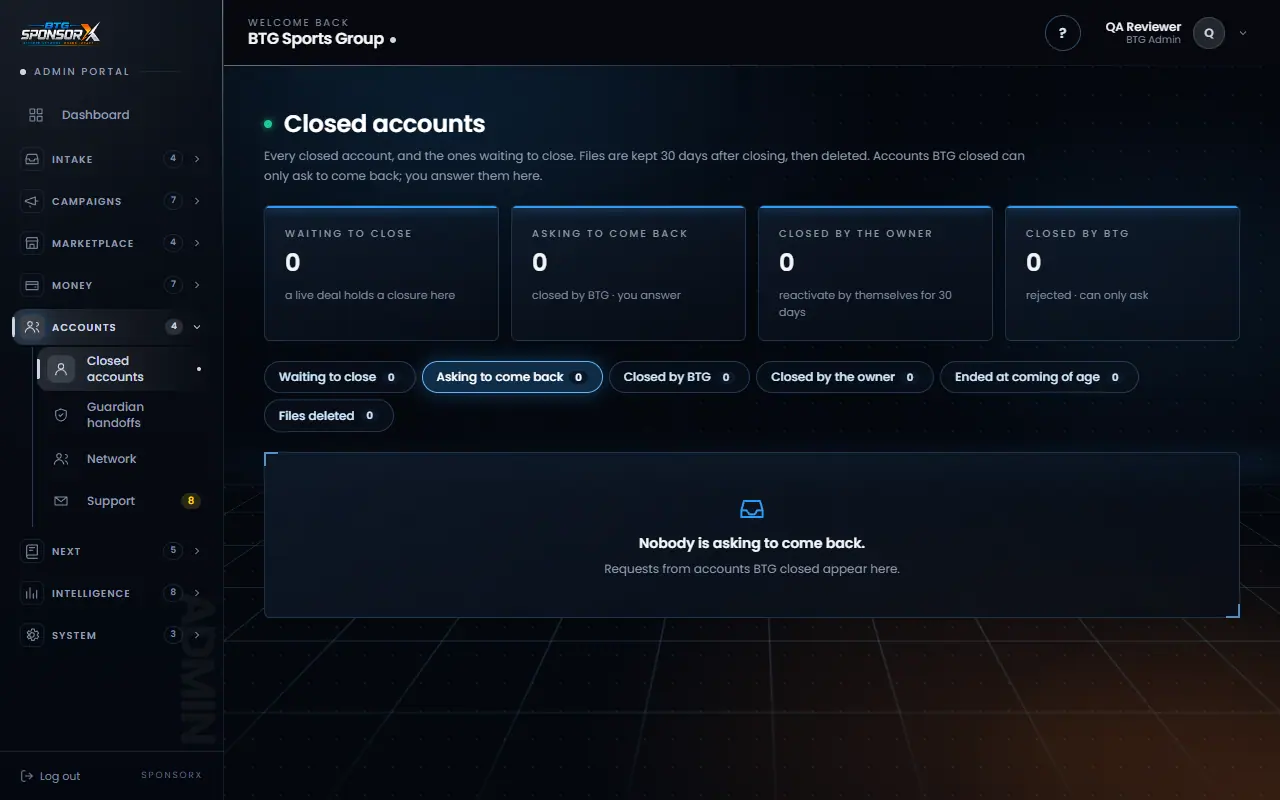 BTG
SPONSORX
ADMIN PORTAL
Dashboard
INTAKE 4
CAMPAIGNS 7
MARKETPLACE 4
MONEY 7
ACCOUNTS 4
Closed
accounts
Guardian
handoffs
Network
Support 8
NEXT 5
INTELLIGENCE 8
SYSTEM 3
ADMIN
Log out
SPONSORX
WELCOME BACK
BTG Sports Group
?
QA Reviewer
BTG Admin
Q
Closed accounts
Every closed account, and the ones waiting to close. Files are kept 30 days after closing, then deleted. Accounts BTG closed can
only ask to come back; you answer them here.
WAITING TO CLOSE
0
a live deal holds a closure here
ASKING TO COME BACK
0
closed by BTG · you answer
CLOSED BY THE OWNER
0
reactivate by themselves for 30
days
CLOSED BY BTG
0
rejected · can only ask
Waiting to close 0
Asking to come back 0
Closed by BTG 0
Closed by the owner 0
Ended at coming of age 0
Files deleted 0
Nobody is asking to come back.
Requests from accounts BTG closed appear here.